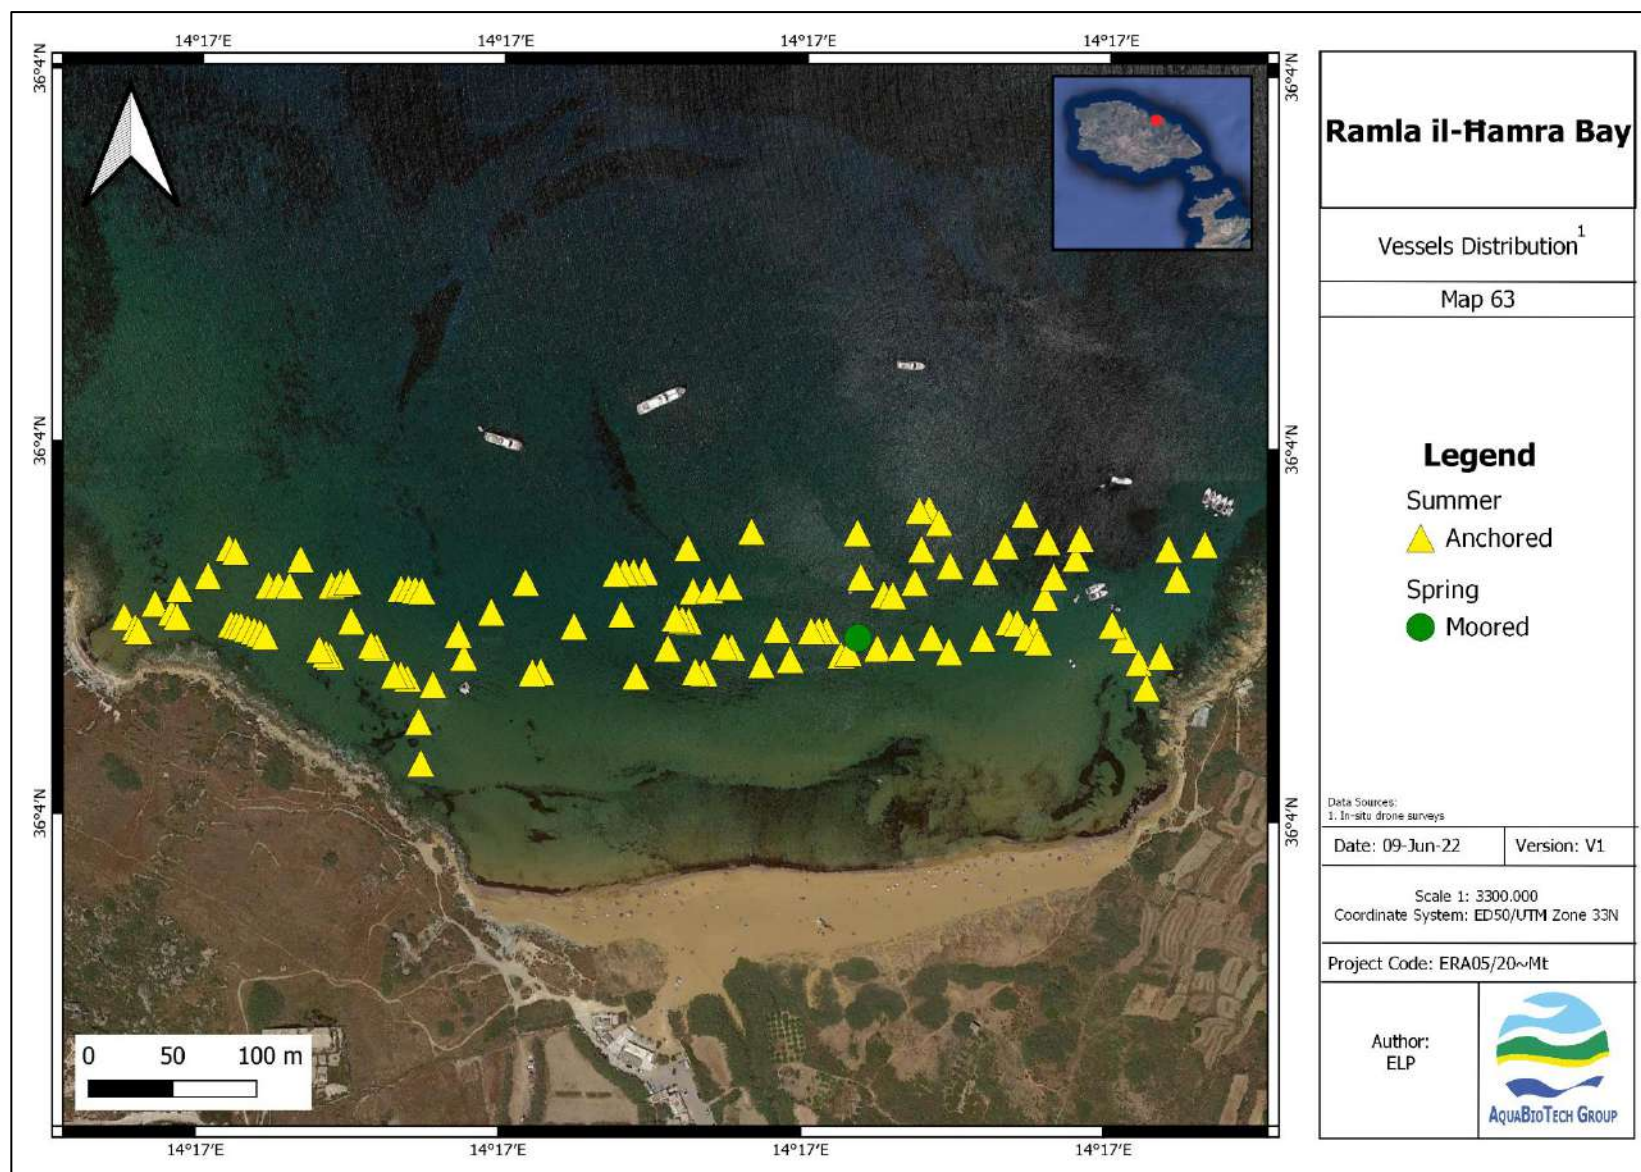 14°17'E 14°17'E 14°17'E 14°17'E
36°4'N 36°4'N
36°4'N 36°4'N
36°4'N 36°4'N
0 50 100 m
14°17'E 14°17'E 14°17'E 14°17'E
Ramla il-Ħamra Bay
Vessels Distribution1
Map 63
Legend
Summer
Anchored
Spring
Moored
Data Sources:
1. In-situ drone surveys
Date: 09-Jun-22 Version: V1
Scale 1: 3300.000
Coordinate System: ED50/UTM Zone 33N
Project Code: ERA05/20~Mt
Author:
ELP
AQUABIOTECH GROUP